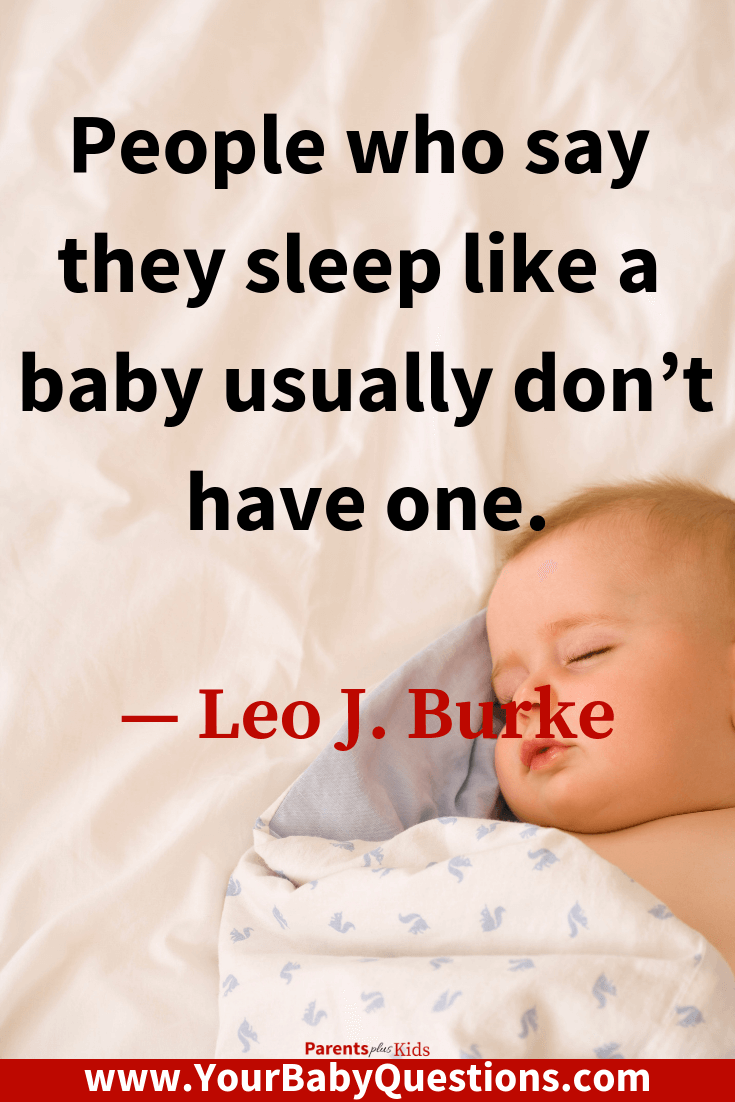 People who say
they sleep like a
baby usually don’t
have one.
— Leo J. Burke
Parents plus Kids
www.YourBabyQuestions.com